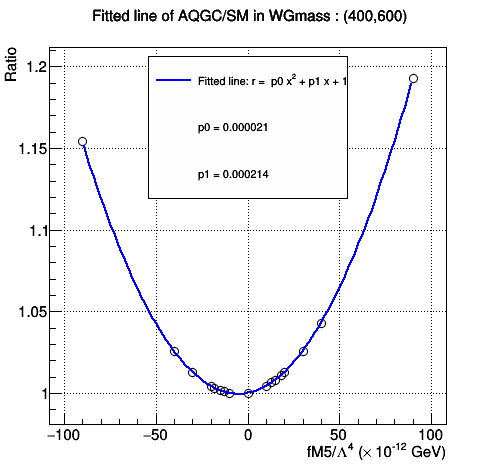 Fitted line of AQGC/SM in WGmass : (400,600)
Ratio
Fitted line: r = p0 x² + p1 x + 1
p0 = 0.000021
p1 = 0.000214
1.2
1.15
1.1
1.05
1
−100 −50 0 50 100
fM5/Λ⁴ (× 10⁻¹² GeV)